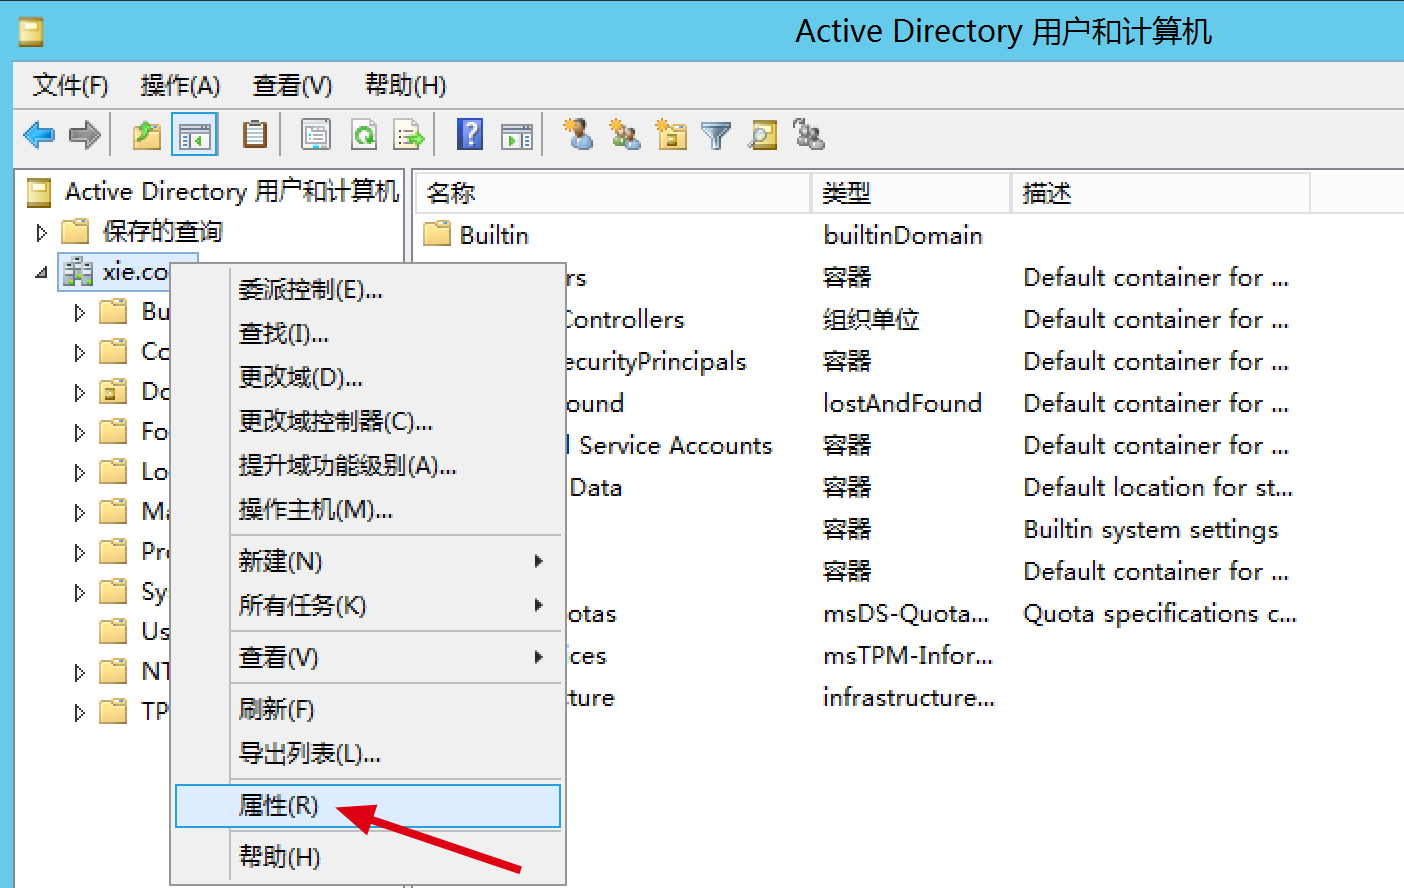 Active Directory 用户和计算机
文件(F) 操作(A) 查看(V) 帮助(H)
Active Directory 用户和计算机
保存的查询
xie.co
Bu
Co
Do
Fo
Lo
Ma
Pro
Sys
Us
NT
TP
委派控制(E)...
查找(I)...
更改域(D)...
更改域控制器(C)...
提升域功能级别(A)...
操作主机(M)...
新建(N)
所有任务(K)
查看(V)
刷新(F)
导出列表(L)...
属性(R)
帮助(H)
名称 类型 描述
Builtin builtinDomain
rs 容器 Default container for ...
Controllers 组织单位 Default container for ...
ecurityPrincipals 容器 Default container for ...
ound lostAndFound Default container for ...
l Service Accounts 容器 Default container for ...
Data 容器 Default location for st...
容器 Builtin system settings
容器 Default container for ...
otas msDS-Quota... Quota specifications c...
ices msTPM-Infor...
ture infrastructure...